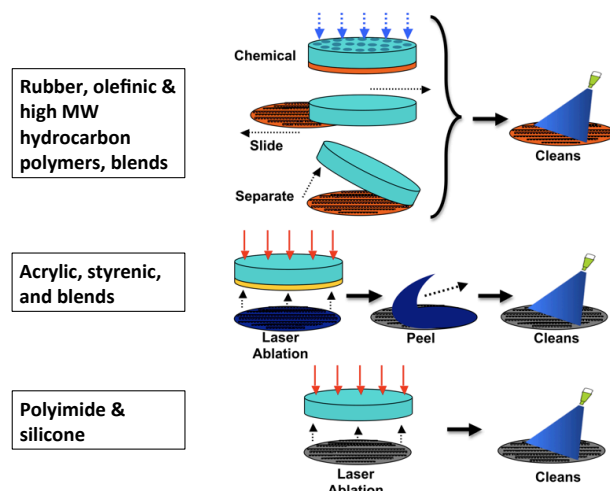 Rubber, olefinic &
high MW
hydrocarbon
polymers, blends
Chemical
Slide
Separate
Cleans
Acrylic, styrenic,
and blends
Laser
Ablation
Peel
Cleans
Polyimide &
silicone
Laser
Ablation
Cleans